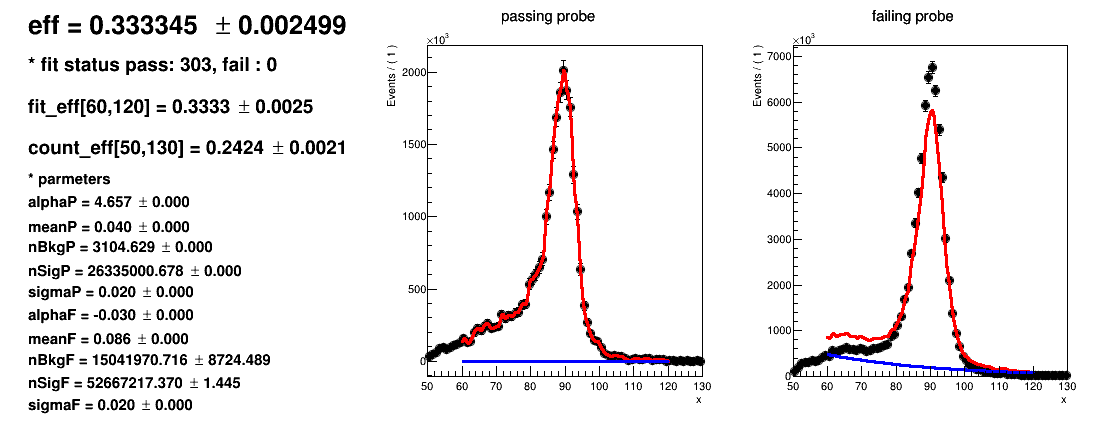 eff = 0.333345 ± 0.002499
* fit status pass: 303, fail : 0
fit_eff[60,120] = 0.3333 ± 0.0025
count_eff[50,130] = 0.2424 ± 0.0021
* parmeters
alphaP = 4.657 ± 0.000
meanP = 0.040 ± 0.000
nBkgP = 3104.629 ± 0.000
nSigP = 26335000.678 ± 0.000
sigmaP = 0.020 ± 0.000
alphaF = -0.030 ± 0.000
meanF = 0.086 ± 0.000
nBkgF = 15041970.716 ± 8724.489
nSigF = 52667217.370 ± 1.445
sigmaF = 0.020 ± 0.000
passing probe
×10³
Events / ( 1 )
2000
1500
1000
500
0
50 60 70 80 90 100 110 120 130
x
failing probe
×10³
Events / ( 1 )
7000
6000
5000
4000
3000
2000
1000
0
50 60 70 80 90 100 110 120 130
x